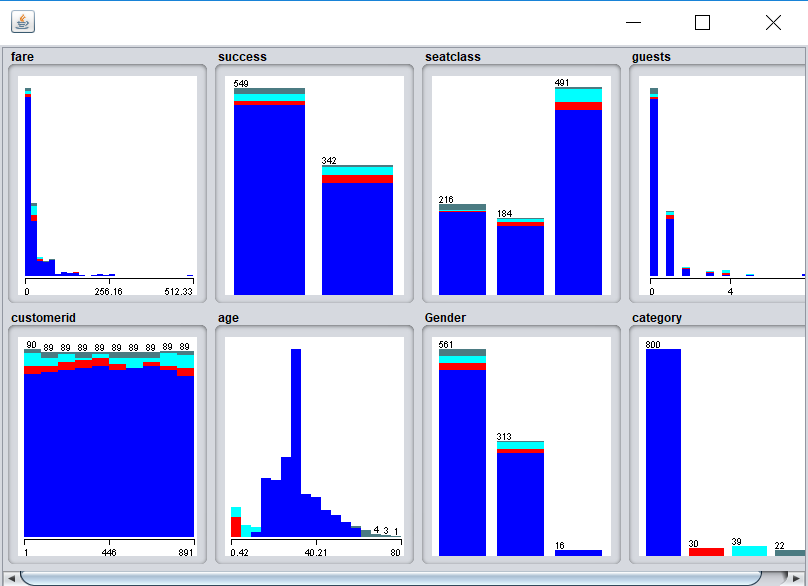 fare
0 256.16 512.33
success
549
342
seatclass
216
184
491
guests
0 4
customerid
90 89 89 89 89 89 89 89 89 89
1 446 891
age
4 3 1
0.42 40.21 80
Gender
561
313
16
category
800
30
39
22